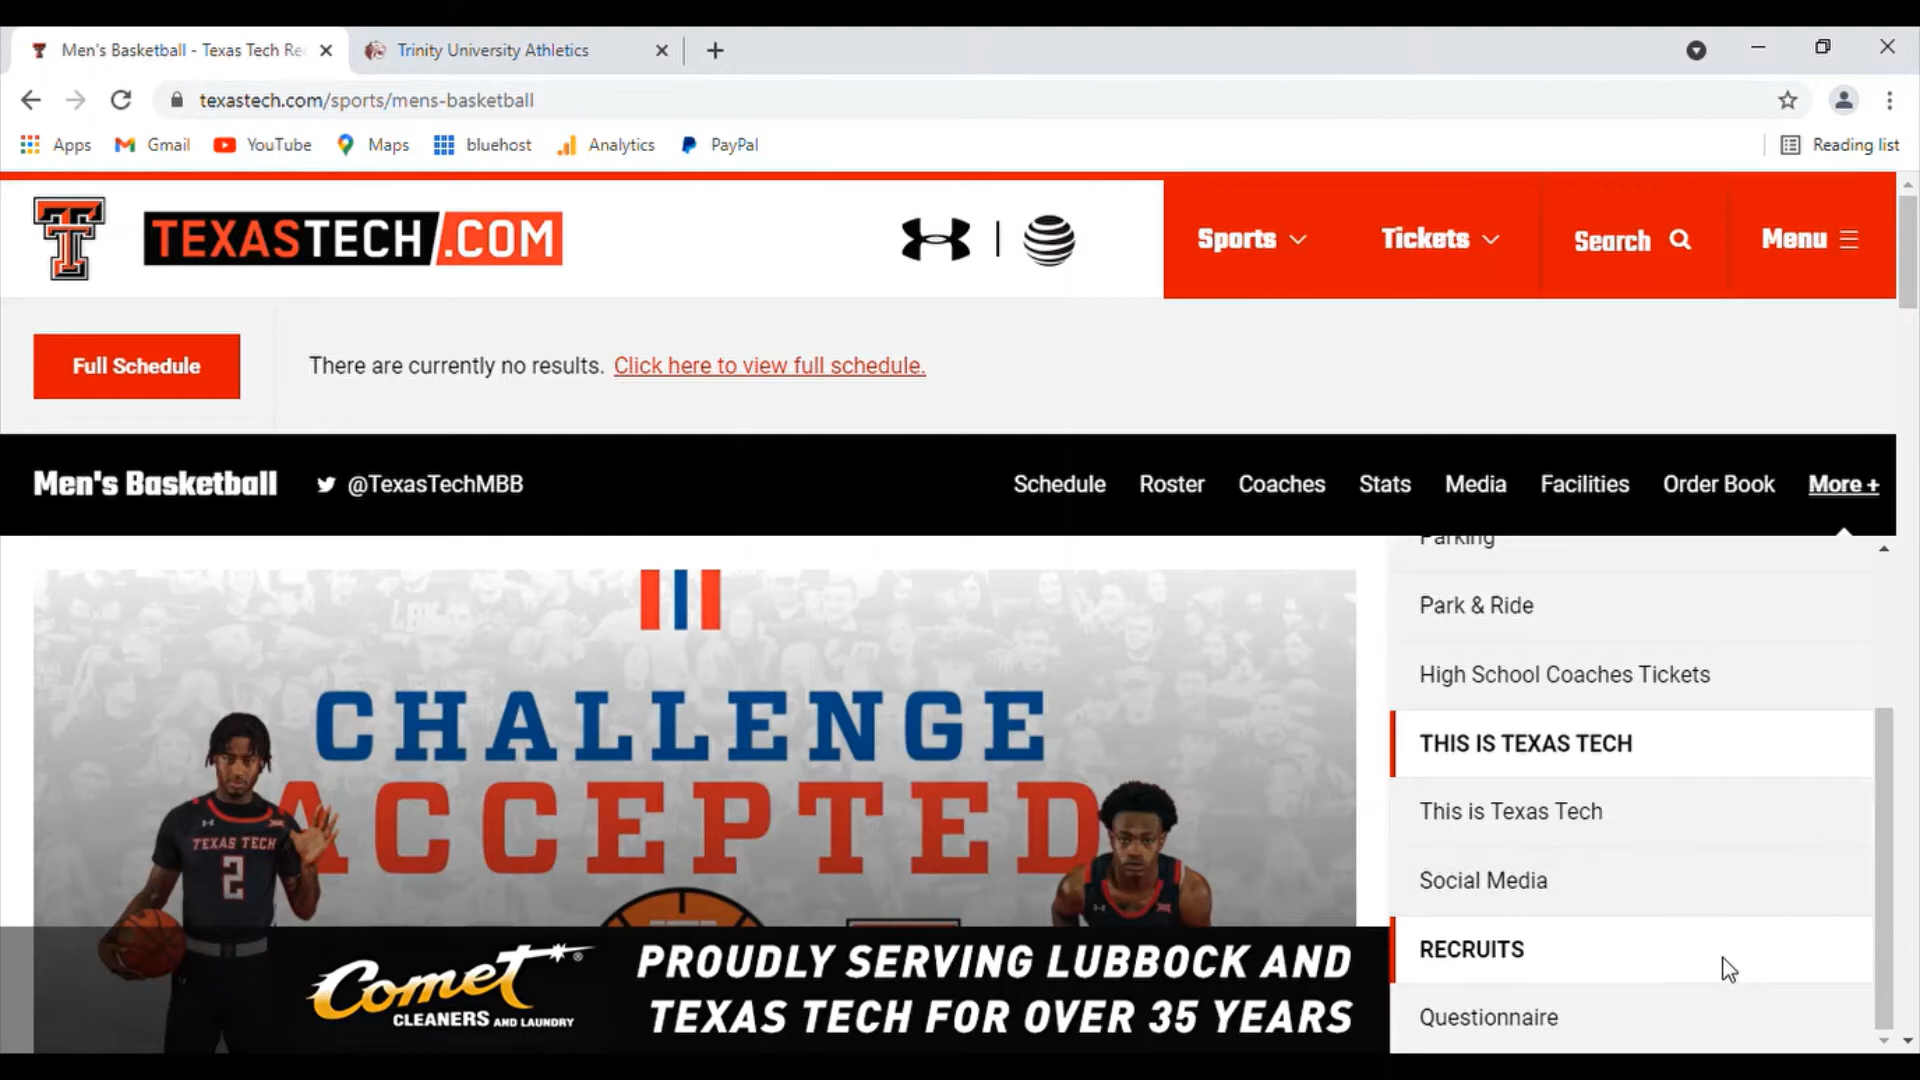 Men's Basketball - Texas Tech Re
Trinity University Athletics
texastech.com/sports/mens-basketball
Apps
Gmail
YouTube
Maps
bluehost
Analytics
PayPal
Reading list
TEXASTECH/.COM
Sports
Tickets
Search
Menu
Full Schedule
There are currently no results. Click here to view full schedule.
Men's Basketball
@TexasTechMBB
Schedule
Roster
Coaches
Stats
Media
Facilities
Order Book
More +
Parking
Park & Ride
High School Coaches Tickets
THIS IS TEXAS TECH
This is Texas Tech
Social Media
RECRUITS
Questionnaire
CHALLENGE
ACCEPTED
TEXAS TECH
2
Comet®
CLEANERS AND LAUNDRY
PROUDLY SERVING LUBBOCK AND
TEXAS TECH FOR OVER 35 YEARS